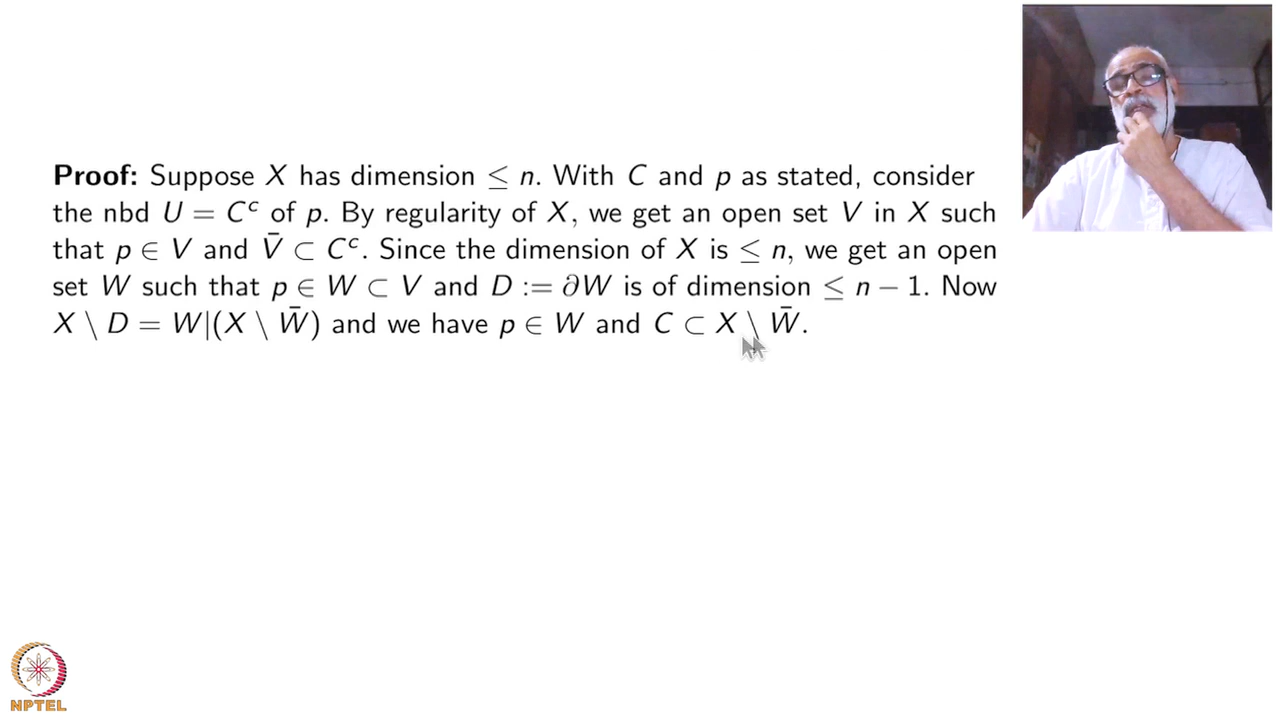 Proof: Suppose X has dimension ≤ n. With C and p as stated, consider
the nbd U = Cᶜ of p. By regularity of X, we get an open set V in X such
that p ∈ V and V̄ ⊂ Cᶜ. Since the dimension of X is ≤ n, we get an open
set W such that p ∈ W ⊂ V and D := ∂W is of dimension ≤ n − 1. Now
X \ D = W|(X \ W̄) and we have p ∈ W and C ⊂ X \ W̄.
NPTEL